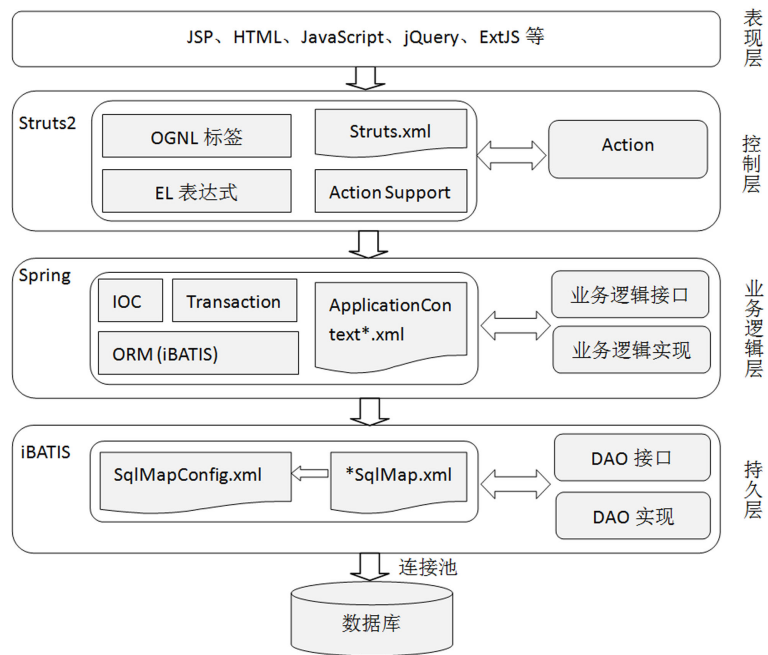 JSP、HTML、JavaScript、jQuery、ExtJS 等
表现层
Struts2
OGNL 标签
Struts.xml
EL 表达式
Action Support
Action
控制层
Spring
IOC
Transaction
ORM (iBATIS)
ApplicationCon
text*.xml
业务逻辑接口
业务逻辑实现
业务逻辑层
iBATIS
SqlMapConfig.xml
*SqlMap.xml
DAO 接口
DAO 实现
持久层
连接池
数据库